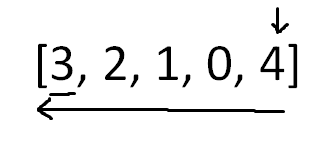 [3, 2, 1, 0, 4]